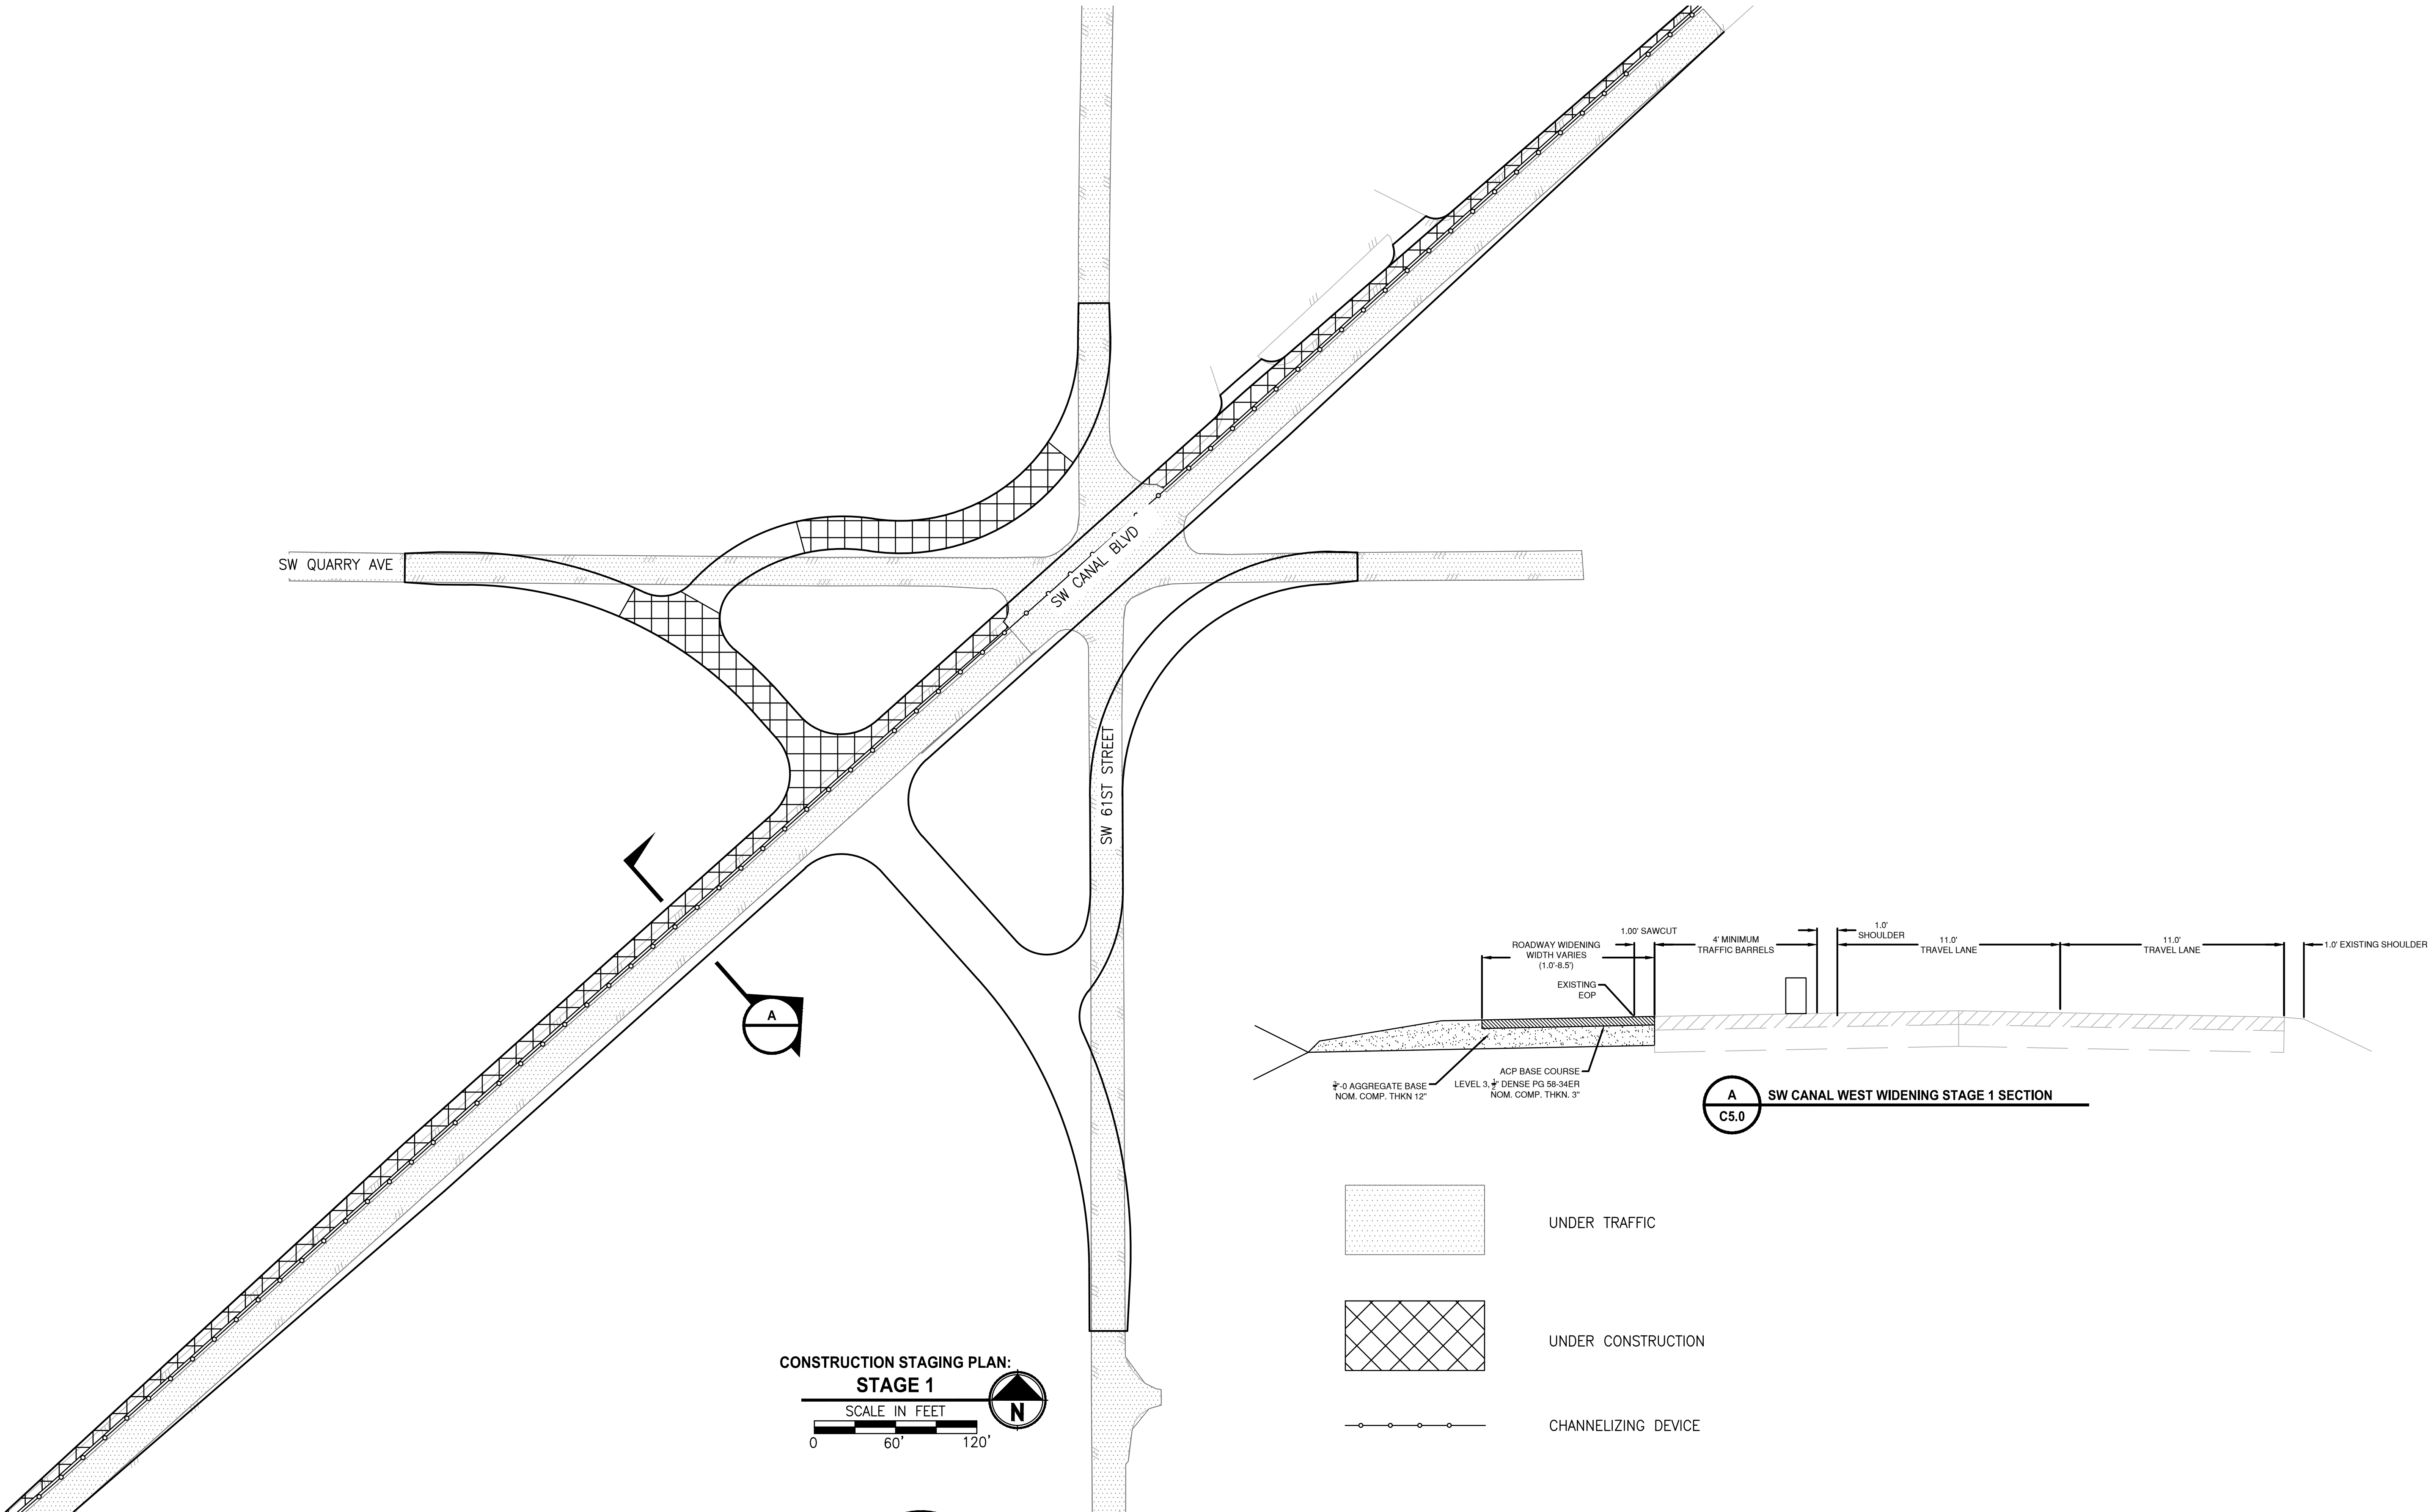 SW QUARRY AVE
SW CANAL BLVD
SW 61ST STREET
A
CONSTRUCTION STAGING PLAN:
STAGE 1
SCALE IN FEET
0 60' 120'
N
1.00' SAWCUT
ROADWAY WIDENING
WIDTH VARIES
(1.0'-8.5')
4' MINIMUM
TRAFFIC BARRELS
1.0'
SHOULDER
11.0'
TRAVEL LANE
11.0'
TRAVEL LANE
1.0' EXISTING SHOULDER
EXISTING
EOP
-0 AGGREGATE BASE
NOM. COMP. THKN 12"
ACP BASE COURSE
LEVEL 3, ½" DENSE PG 58-34ER
NOM. COMP. THKN. 3"
A
C5.0
SW CANAL WEST WIDENING STAGE 1 SECTION
UNDER TRAFFIC
UNDER CONSTRUCTION
CHANNELIZING DEVICE